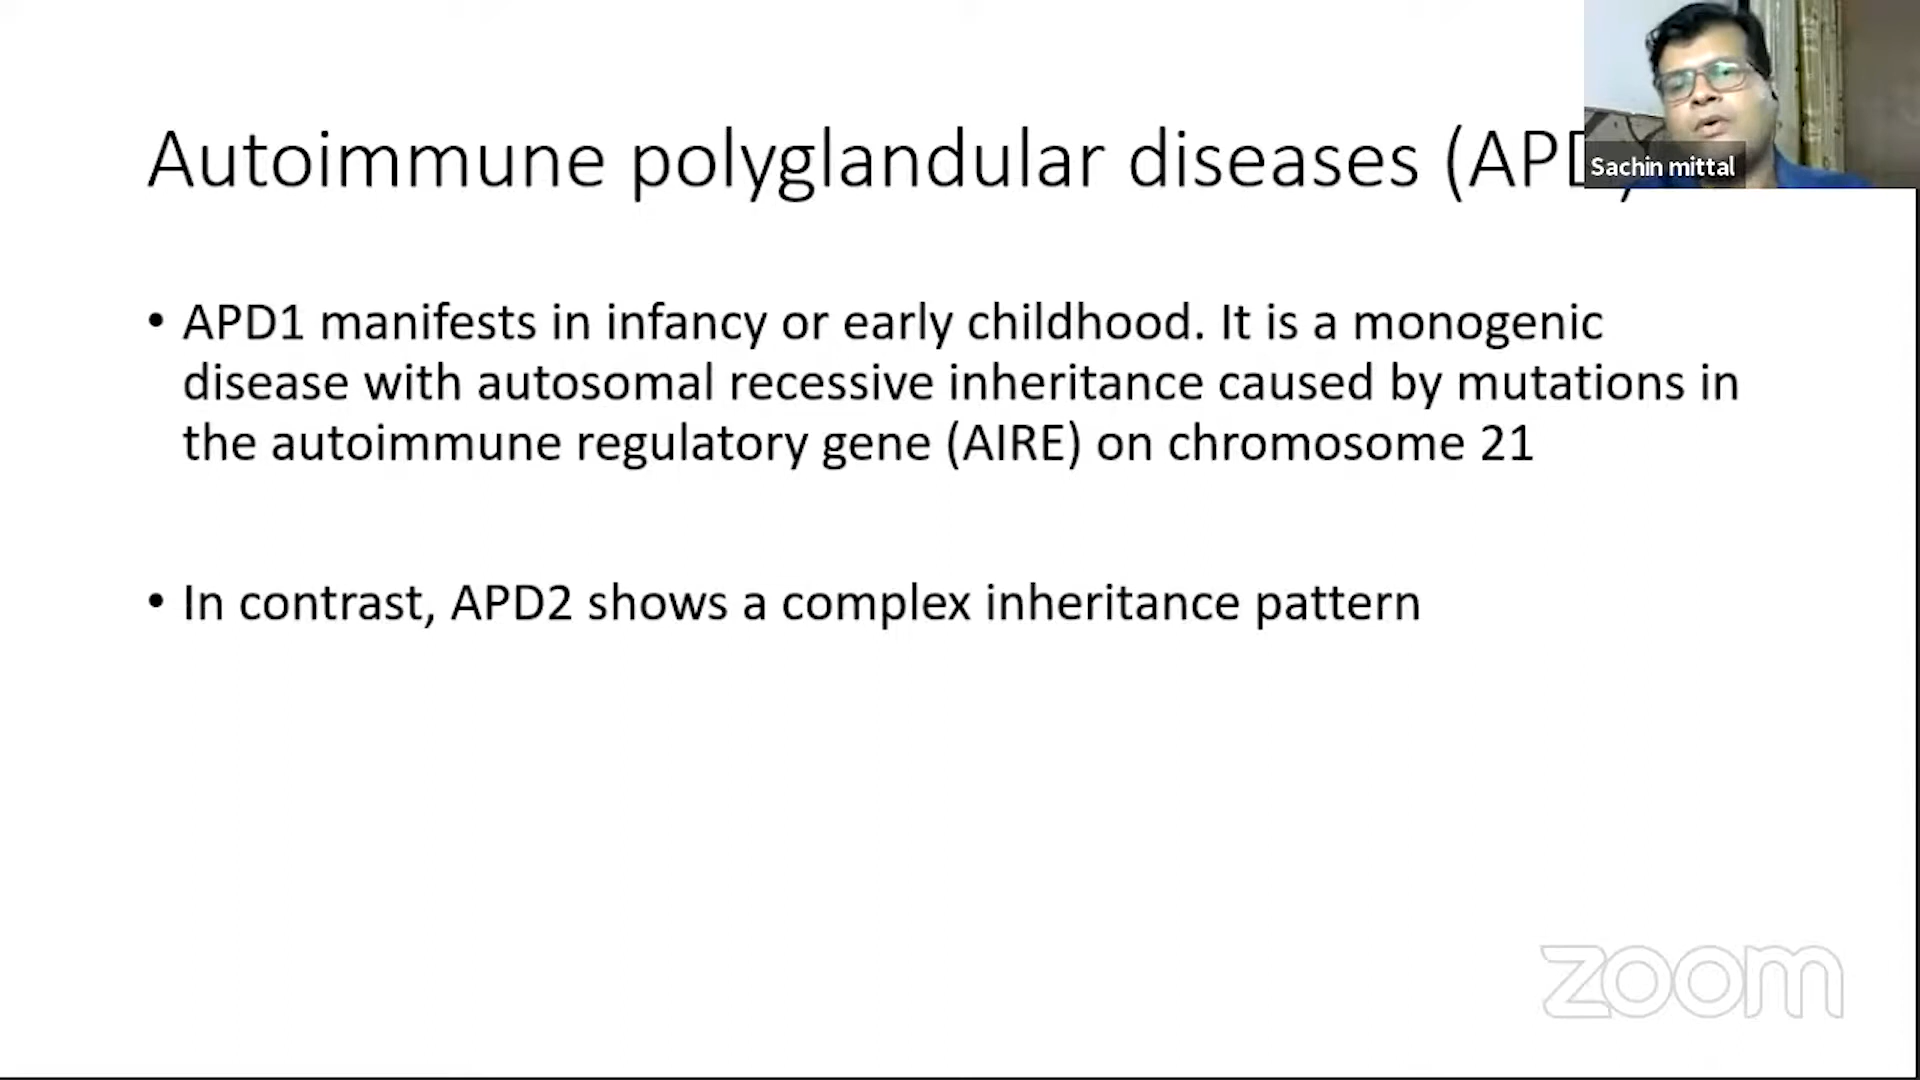 Autoimmune polyglandular diseases (APD)
Sachin mittal
• APD1 manifests in infancy or early childhood. It is a monogenic
disease with autosomal recessive inheritance caused by mutations in
the autoimmune regulatory gene (AIRE) on chromosome 21
• In contrast, APD2 shows a complex inheritance pattern
zoom